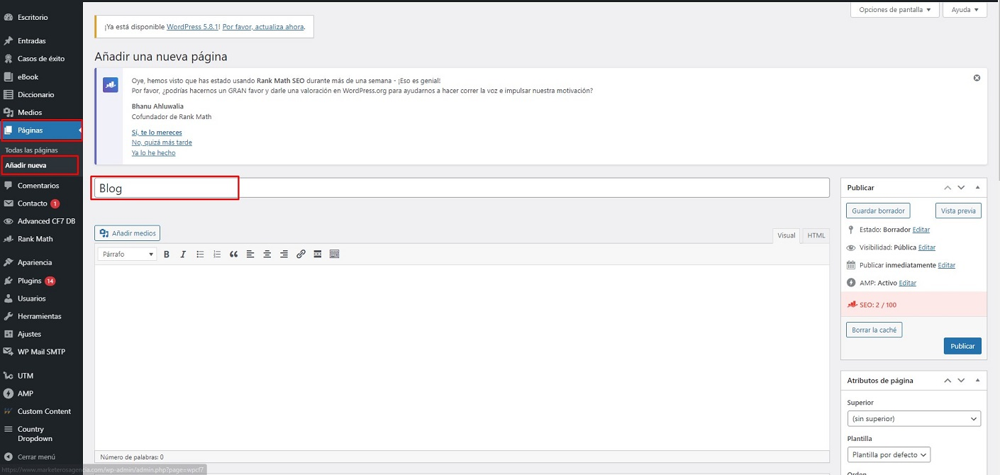 Escritorio
Entradas
Casos de éxito
eBook
Diccionario
Medios
Páginas
Todas las páginas
Añadir nueva
Comentarios
Contacto 1
Advanced CF7 DB
Rank Math
Apariencia
Plugins 14
Usuarios
Herramientas
Ajustes
WP Mail SMTP
UTM
AMP
Custom Content
Country
Dropdown
Cerrar menú
https://www.marketerosagencia.com/wp-admin/admin.php?page=wpcf7
Opciones de pantalla
Ayuda
¡Ya está disponible WordPress 5.8.1! Por favor, actualiza ahora.
Añadir una nueva página
Oye, hemos visto que has estado usando Rank Math SEO durante más de una semana - ¡Eso es genial!
Por favor, ¿podrías hacernos un GRAN favor y darle una valoración en WordPress.org para ayudarnos a hacer correr la voz e impulsar nuestra motivación?
Bhanu Ahluwalia
Cofundador de Rank Math
Sí, te lo mereces
No, quizá más tarde
Ya lo he hecho
Blog
Añadir medios
Visual
HTML
Párrafo
Número de palabras: 0
Publicar
Guardar borrador
Vista previa
Estado: Borrador Editar
Visibilidad: Pública Editar
Publicar inmediatamente Editar
AMP: Activo Editar
SEO: 2 / 100
Borrar la caché
Publicar
Atributos de página
Superior
(sin superior)
Plantilla
Plantilla por defecto
Orden